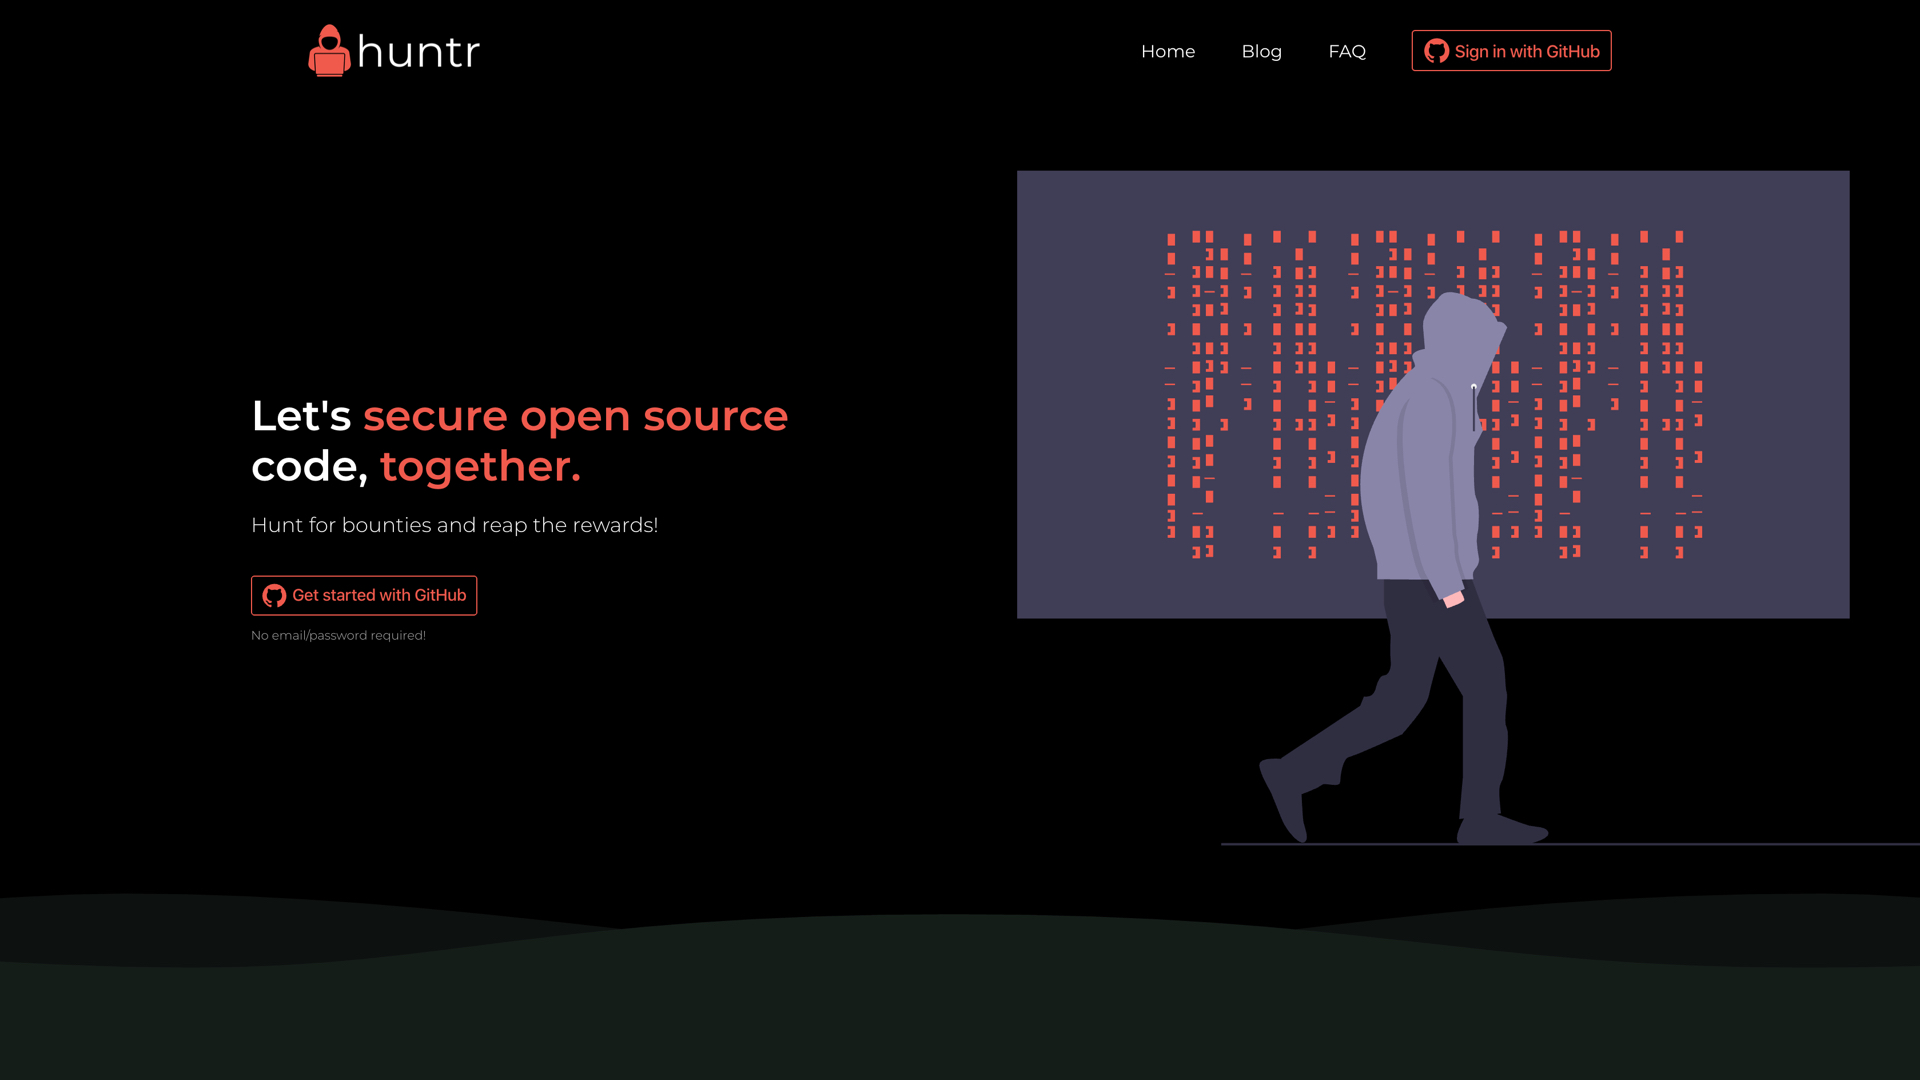 huntr
Home
Blog
FAQ
Sign in with GitHub
Let's secure open source
code, together.
Hunt for bounties and reap the rewards!
Get started with GitHub
No email/password required!